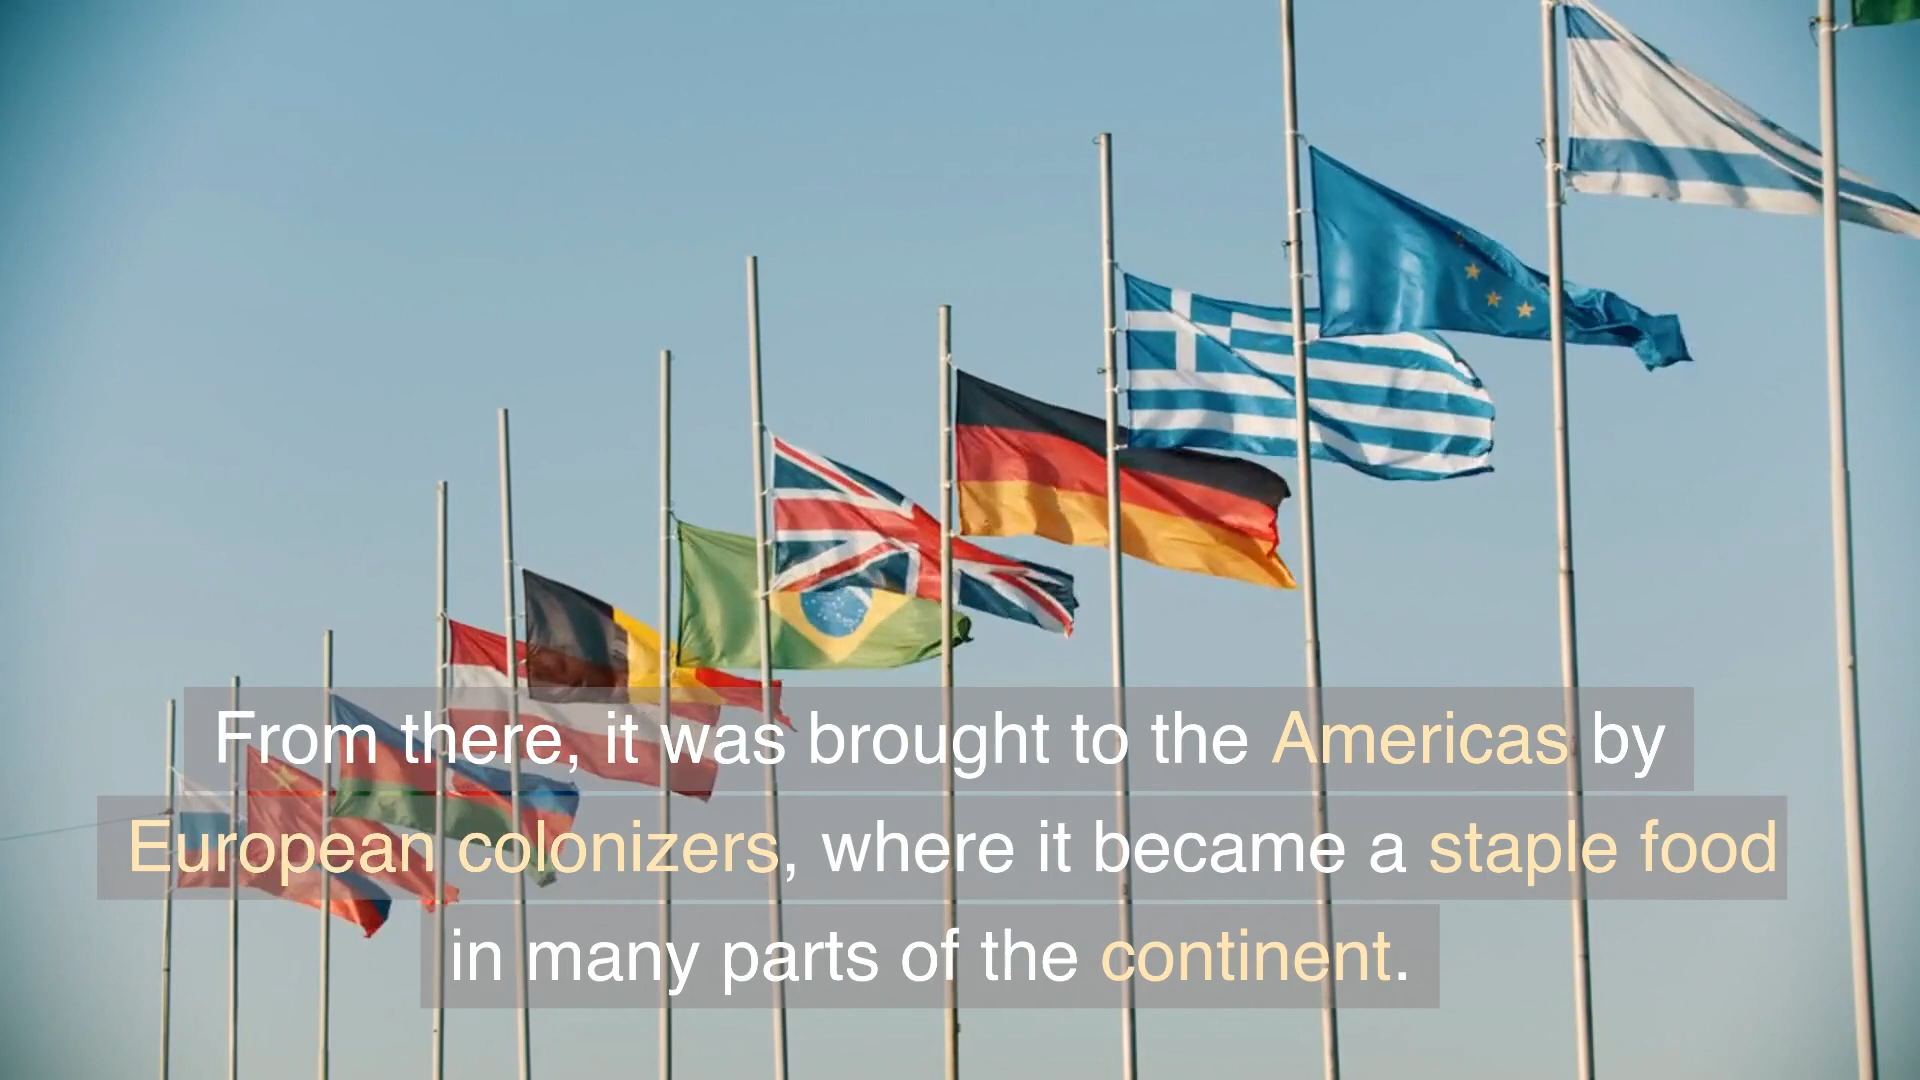 From there, it was brought to the Americas by
European colonizers, where it became a staple food
in many parts of the continent.